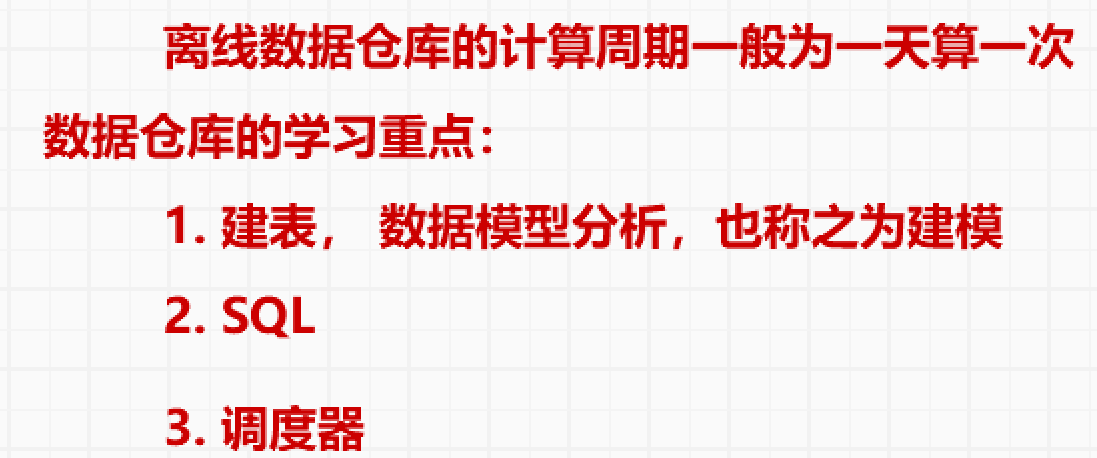 离线数据仓库的计算周期一般为一天算一次
数据仓库的学习重点：
1. 建表， 数据模型分析，也称之为建模
2. SQL
3. 调度器